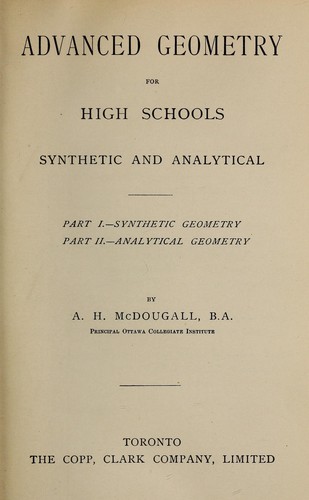 ADVANCED GEOMETRY
FOR
HIGH SCHOOLS
SYNTHETIC AND ANALYTICAL
PART I.—SYNTHETIC GEOMETRY
PART II.—ANALYTICAL GEOMETRY
BY
A. H. McDOUGALL, B.A.
PRINCIPAL OTTAWA COLLEGIATE INSTITUTE
TORONTO
THE COPP, CLARK COMPANY, LIMITED